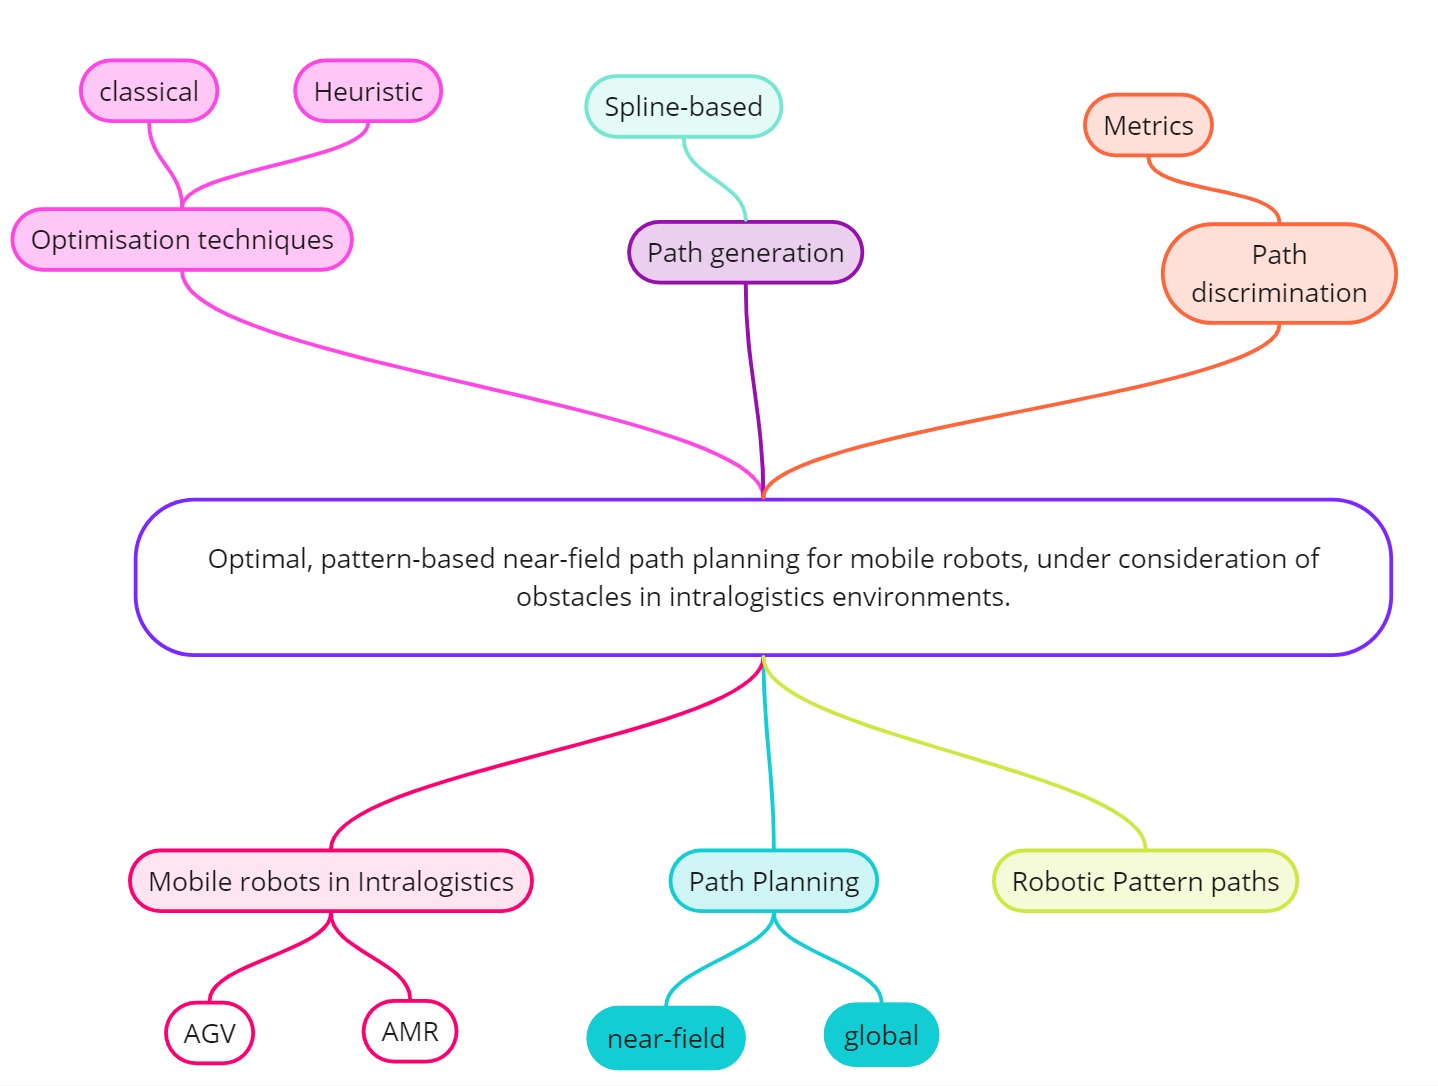 classical
Heuristic
Spline-based
Metrics
Optimisation techniques
Path generation
Path
discrimination
Optimal, pattern-based near-field path planning for mobile robots, under consideration of
obstacles in intralogistics environments.
Mobile robots in Intralogistics
Path Planning
Robotic Pattern paths
AGV
AMR
near-field
global